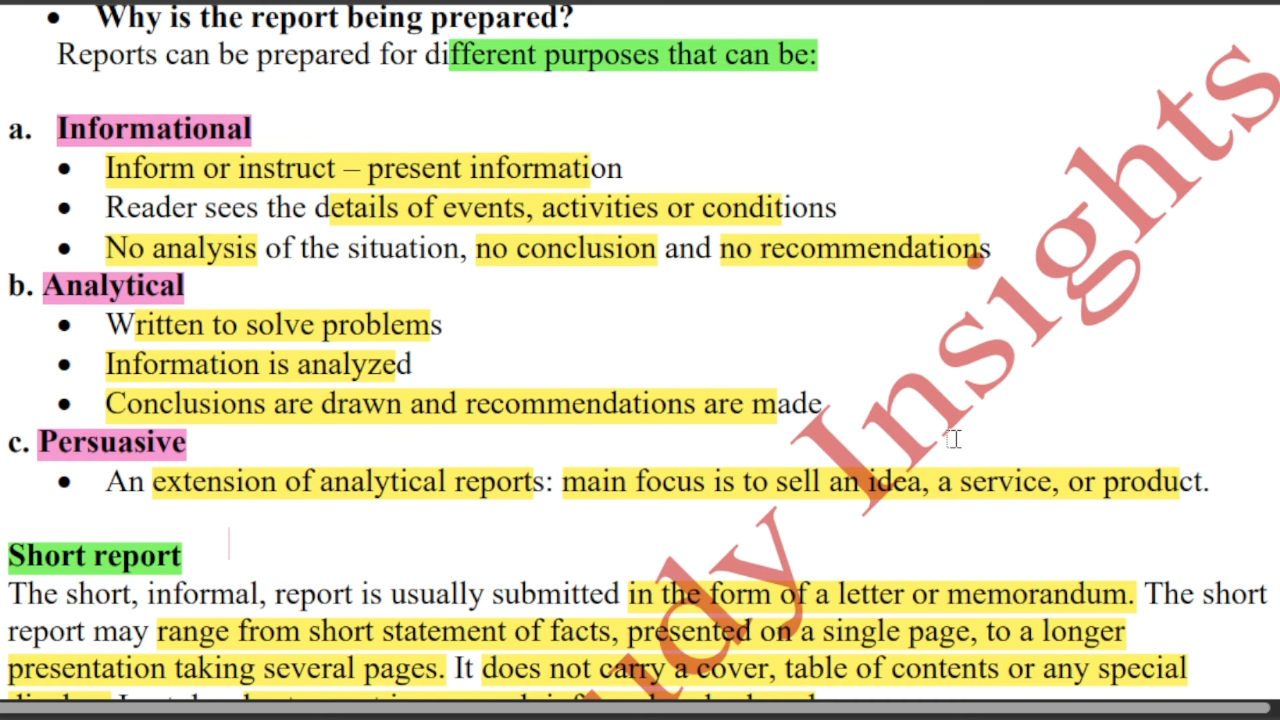 • Why is the report being prepared?
Reports can be prepared for different purposes that can be:
a. Informational
• Inform or instruct – present information
• Reader sees the details of events, activities or conditions
• No analysis of the situation, no conclusion and no recommendations
b. Analytical
• Written to solve problems
• Information is analyzed
• Conclusions are drawn and recommendations are made
c. Persuasive
• An extension of analytical reports: main focus is to sell an idea, a service, or product.
Short report
The short, informal, report is usually submitted in the form of a letter or memorandum. The short
report may range from short statement of facts, presented on a single page, to a longer
presentation taking several pages. It does not carry a cover, table of contents or any special
Insights